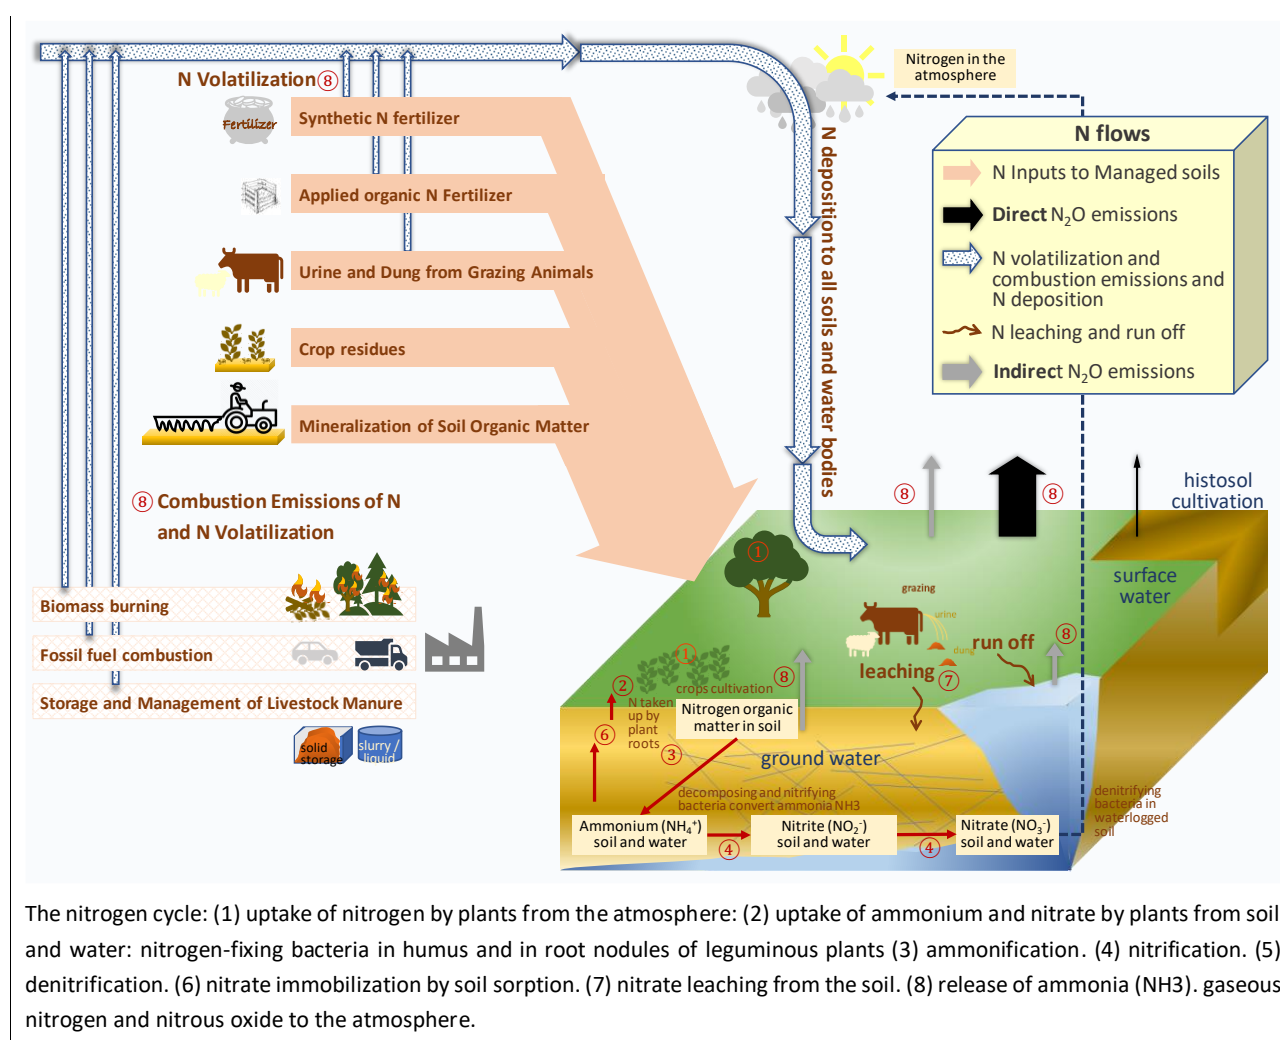 N Volatilization ⑧
Fertilizer
Synthetic N fertilizer
Applied organic N Fertilizer
Urine and Dung from Grazing Animals
Crop residues
Mineralization of Soil Organic Matter
⑧ Combustion Emissions of N
and N Volatilization
Biomass burning
Fossil fuel combustion
Storage and Management of Livestock Manure
solid
storage
slurry /
liquid
N deposition to all soils and water bodies
Nitrogen in the
atmosphere
N flows
N Inputs to Managed soils
Direct N₂O emissions
N volatilization and
combustion emissions and
N deposition
N leaching and run off
Indirect N₂O emissions
⑧
⑧
histosol
cultivation
surface
water
①
grazing
urine
dung
run off
⑧
leaching ⑦
①
⑧
crops cultivation
②
N taken
up by
plant
roots
⑥
Nitrogen organic
matter in soil
③
ground water
decomposing and nitrifying
bacteria convert ammonia NH3
denitrifying
bacteria in
waterlogged
soil
Ammonium (NH₄⁺)
soil and water
④
Nitrite (NO₂⁻)
soil and water
④
Nitrate (NO₃⁻)
soil and water
The nitrogen cycle: (1) uptake of nitrogen by plants from the atmosphere: (2) uptake of ammonium and nitrate by plants from soil
and water: nitrogen-fixing bacteria in humus and in root nodules of leguminous plants (3) ammonification. (4) nitrification. (5)
denitrification. (6) nitrate immobilization by soil sorption. (7) nitrate leaching from the soil. (8) release of ammonia (NH3). gaseous
nitrogen and nitrous oxide to the atmosphere.